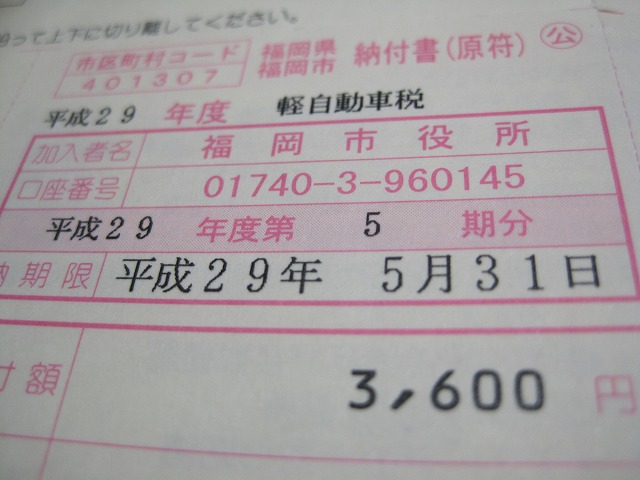 って上下に切り離してください。
市区町村コード
401307
福岡県
福岡市
納付書(原符)
公
平成29 年度 軽自動車税
加入者名 福岡市役所
口座番号 01740-3-960145
平成29 年度第 5 期分
納期限 平成29年 5月31日
付額 3,600 円